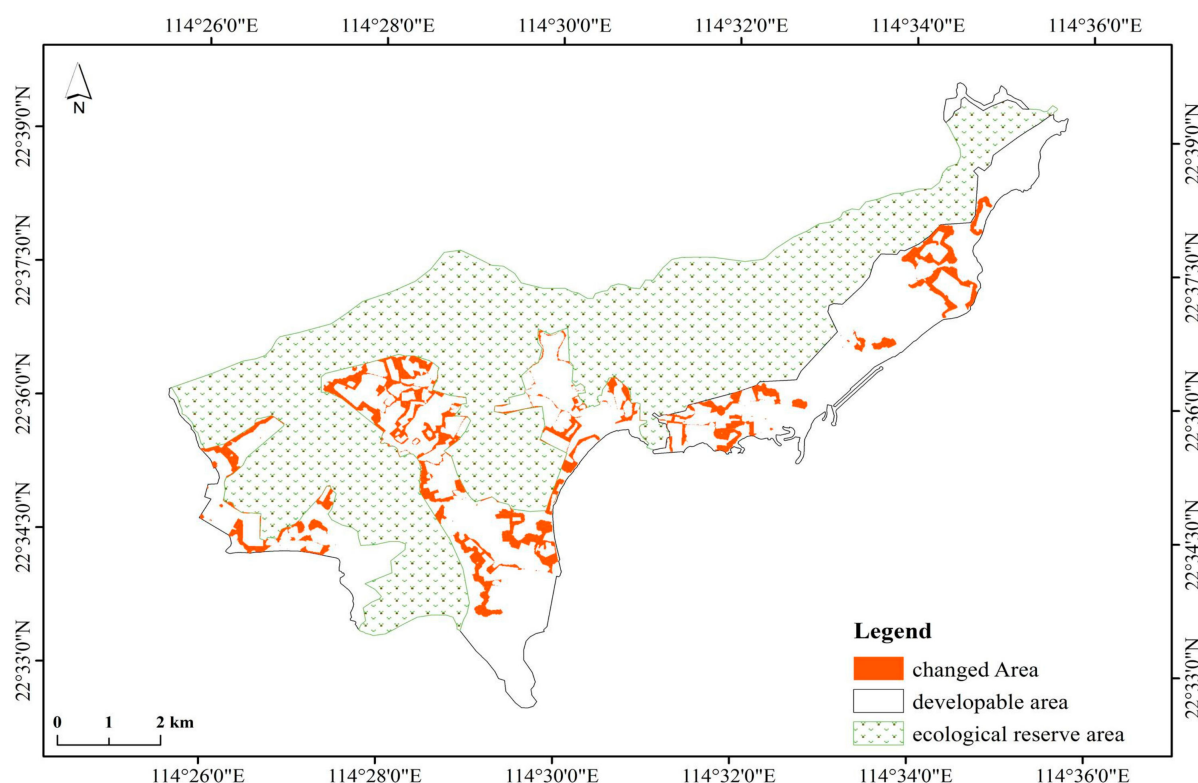 114°26'0"E 114°28'0"E 114°30'0"E 114°32'0"E 114°34'0"E 114°36'0"E
N
22°39'0"N
22°37'30"N
22°36'0"N
22°34'30"N
22°33'0"N
22°39'0"N
22°37'30"N
22°36'0"N
22°34'30"N
22°33'0"N
Legend
changed Area
developable area
ecological reserve area
0 1 2 km
114°26'0"E 114°28'0"E 114°30'0"E 114°32'0"E 114°34'0"E 114°36'0"E